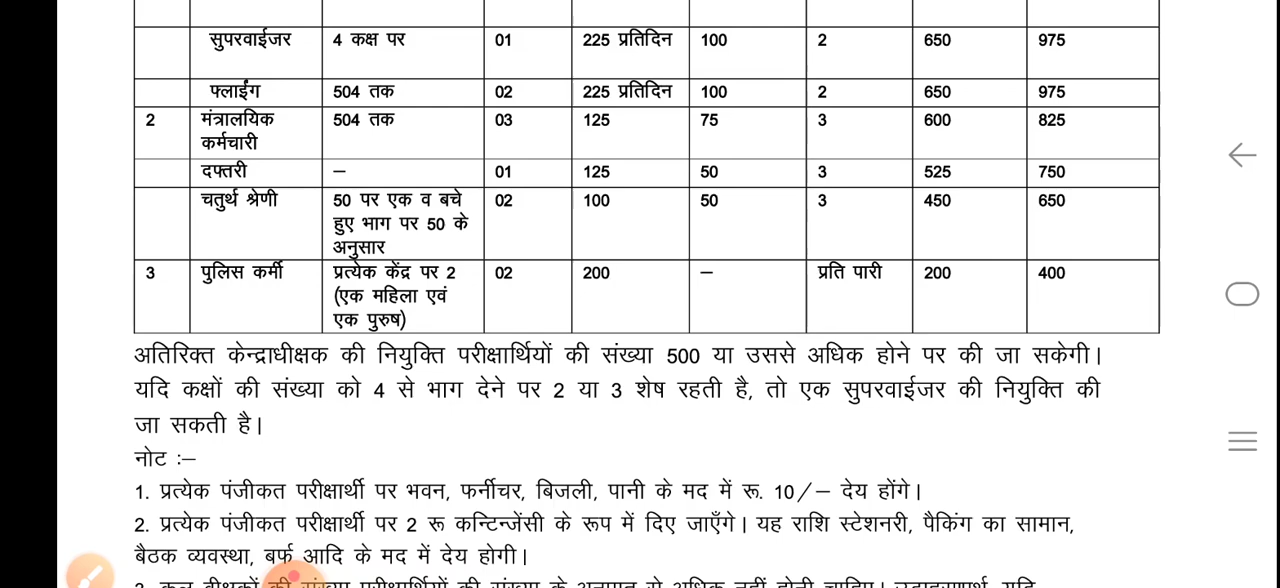 सुपरवाईजर 4 कक्ष पर 01 225 प्रतिदिन 100 2 650 975
फ्लाईंग 504 तक 02 225 प्रतिदिन 100 2 650 975
2 मंत्रालयिक 504 तक 03 125 75 3 600 825
कर्मचारी
दफ्तरी – 01 125 50 3 525 750
चतुर्थ श्रेणी 50 पर एक व बचे 02 100 50 3 450 650
हुए भाग पर 50 के
अनुसार
3 पुलिस कर्मी प्रत्येक केंद्र पर 2 02 200 – प्रति पारी 200 400
(एक महिला एवं
एक पुरुष)
अतिरिक्त केन्द्राधीक्षक की नियुक्ति परीक्षार्थियों की संख्या 500 या उससे अधिक होने पर की जा सकेगी।
यदि कक्षों की संख्या को 4 से भाग देने पर 2 या 3 शेष रहती है, तो एक सुपरवाईजर की नियुक्ति की
जा सकती है।
नोट :–
1. प्रत्येक पंजीकत परीक्षार्थी पर भवन, फर्नीचर, बिजली, पानी के मद में रू. 10/– देय होंगे।
2. प्रत्येक पंजीकत परीक्षार्थी पर 2 रू कन्टिन्जेंसी के रूप में दिए जाएँगे। यह राशि स्टेशनरी, पैकिंग का सामान,
बैठक व्यवस्था, बर्फ आदि के मद में देय होगी।